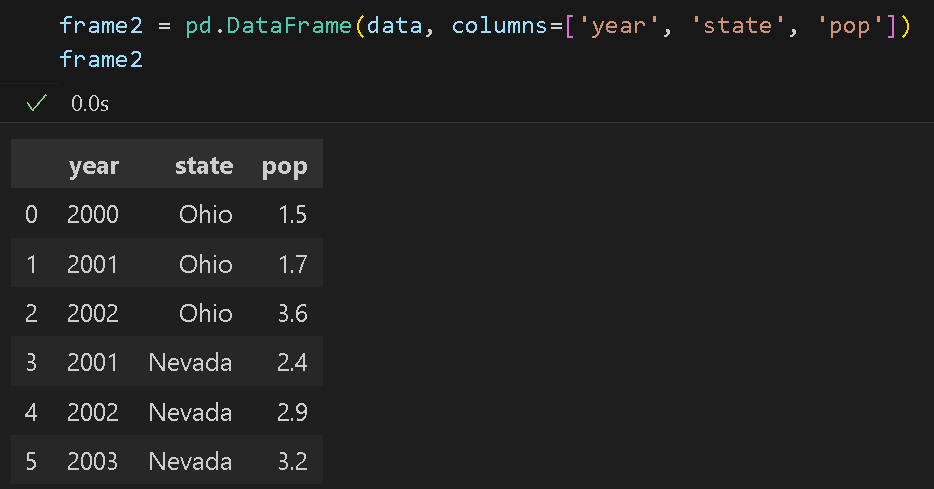 frame2 = pd.DataFrame(data, columns=['year', 'state', 'pop'])
frame2
0.0s
year state pop
0 2000 Ohio 1.5
1 2001 Ohio 1.7
2 2002 Ohio 3.6
3 2001 Nevada 2.4
4 2002 Nevada 2.9
5 2003 Nevada 3.2